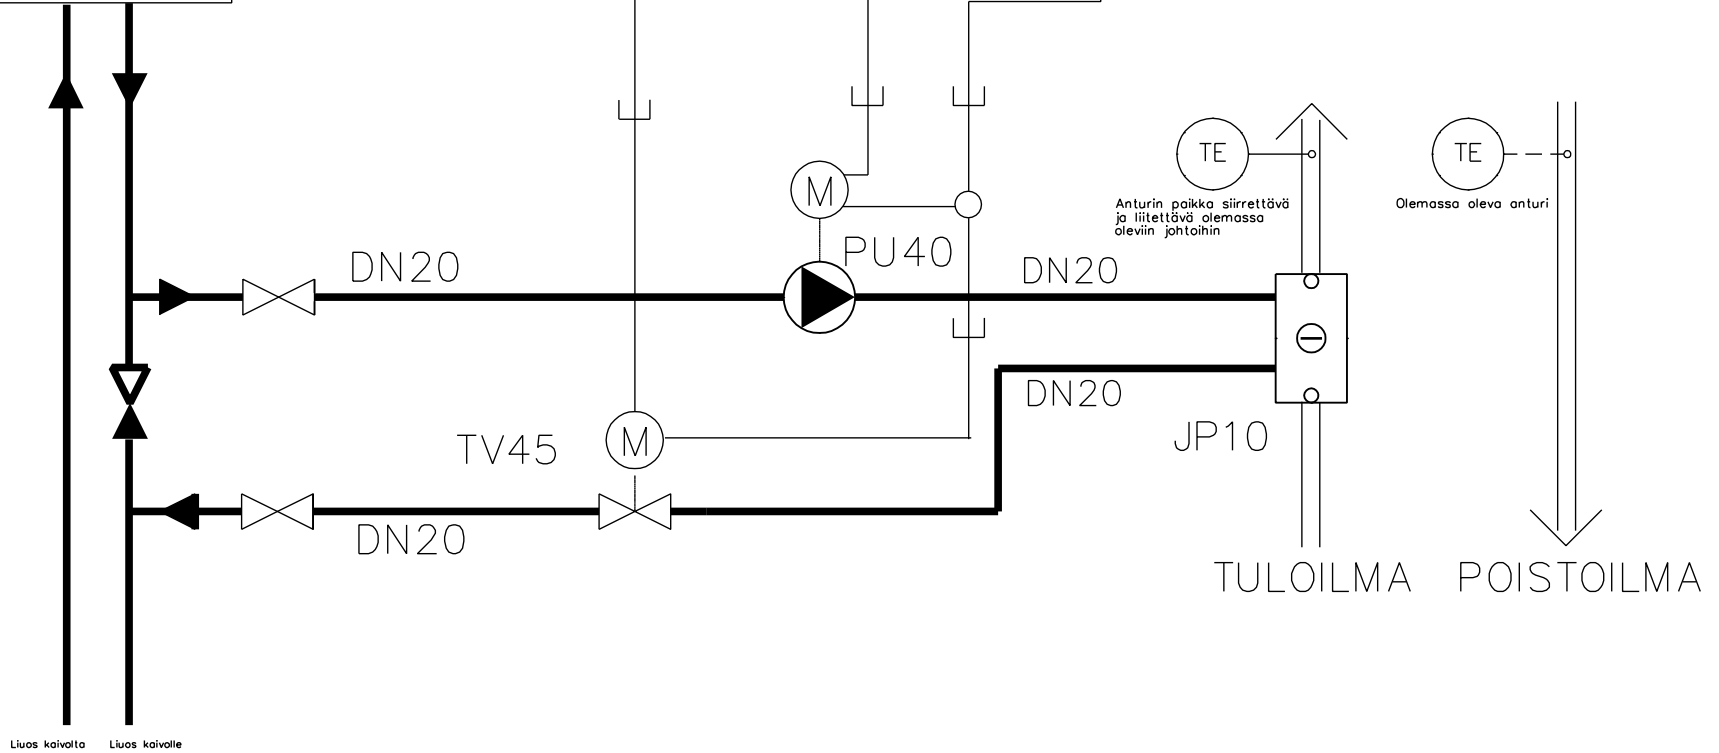 TE
TE
Anturin paikka siirrettävä
ja liitettävä olemassa
oleviin johtoihin
Olemassa oleva anturi
M
PU40
DN20
DN20
DN20
JP10
TV45
M
DN20
TULOILMA
POISTOILMA
Liuos kaivolta
Liuos kaivolle